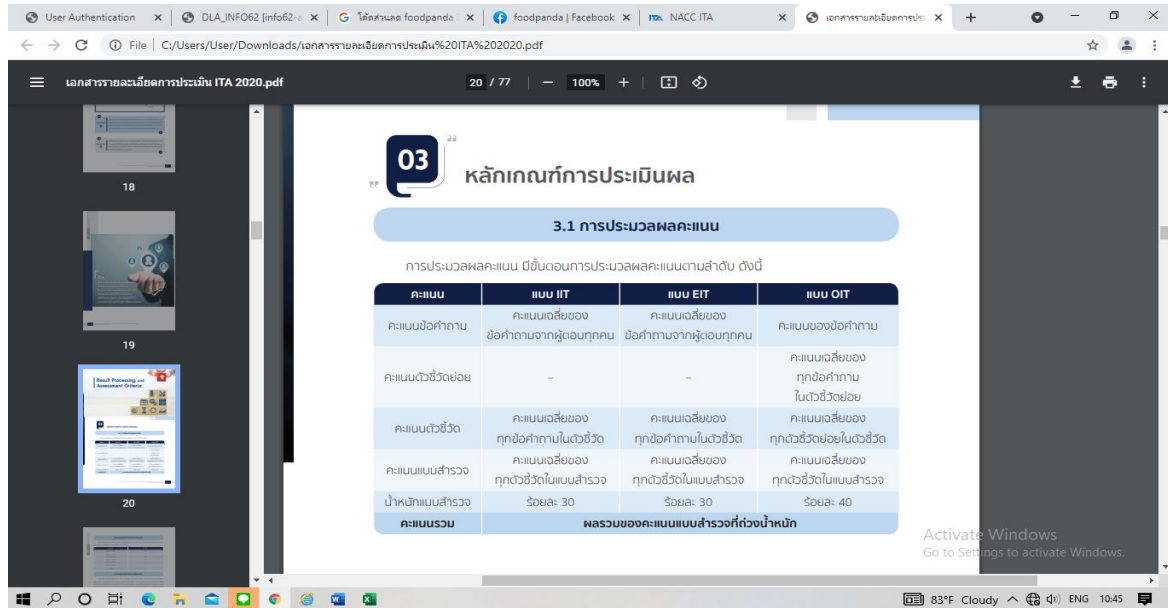 User Authentication
DLA_INFO62 [info62-
โค้ดส่วนลด foodpanda
foodpanda | Facebook
ITA NACC ITA
เอกสารรายละเอียดการประเ
File | C:/Users/User/Downloads/เอกสารรายละเอียดการประเมิน%20ITA%202020.pdf
เอกสารรายละเอียดการประเมิน ITA 2020.pdf
20 / 77
100%
18
19
Result Processing and
Assessment Criteria
20
03
หลักเกณฑ์การประเมินผล
3.1 การประมวลผลคะแนน
การประมวลผลคะแนน มีขั้นตอนการประมวลผลคะแนนตามลำดับ ดังนี้
คะแนน แบบ IIT แบบ EIT แบบ OIT
คะแนนข้อคำถาม
คะแนนเฉลี่ยของ
ข้อคำถามจากผู้ตอบทุกคน
คะแนนเฉลี่ยของ
ข้อคำถามจากผู้ตอบทุกคน
คะแนนของข้อคำถาม
คะแนนตัวชี้วัดย่อย
–
–
คะแนนเฉลี่ยของ
ทุกข้อคำถาม
ในตัวชี้วัดย่อย
คะแนนตัวชี้วัด
คะแนนเฉลี่ยของ
ทุกข้อคำถามในตัวชี้วัด
คะแนนเฉลี่ยของ
ทุกข้อคำถามในตัวชี้วัด
คะแนนเฉลี่ยของ
ทุกตัวชี้วัดย่อยในตัวชี้วัด
คะแนนแบบสำรวจ
คะแนนเฉลี่ยของ
ทุกตัวชี้วัดในแบบสำรวจ
คะแนนเฉลี่ยของ
ทุกตัวชี้วัดในแบบสำรวจ
คะแนนเฉลี่ยของ
ทุกตัวชี้วัดในแบบสำรวจ
น้ำหนักแบบสำรวจ ร้อยละ 30 ร้อยละ 30 ร้อยละ 40
คะแนนรวม ผลรวมของคะแนนแบบสำรวจที่ถ่วงน้ำหนัก
Activate Windows
Go to Settings to activate Windows.
83°F Cloudy ENG 10:45